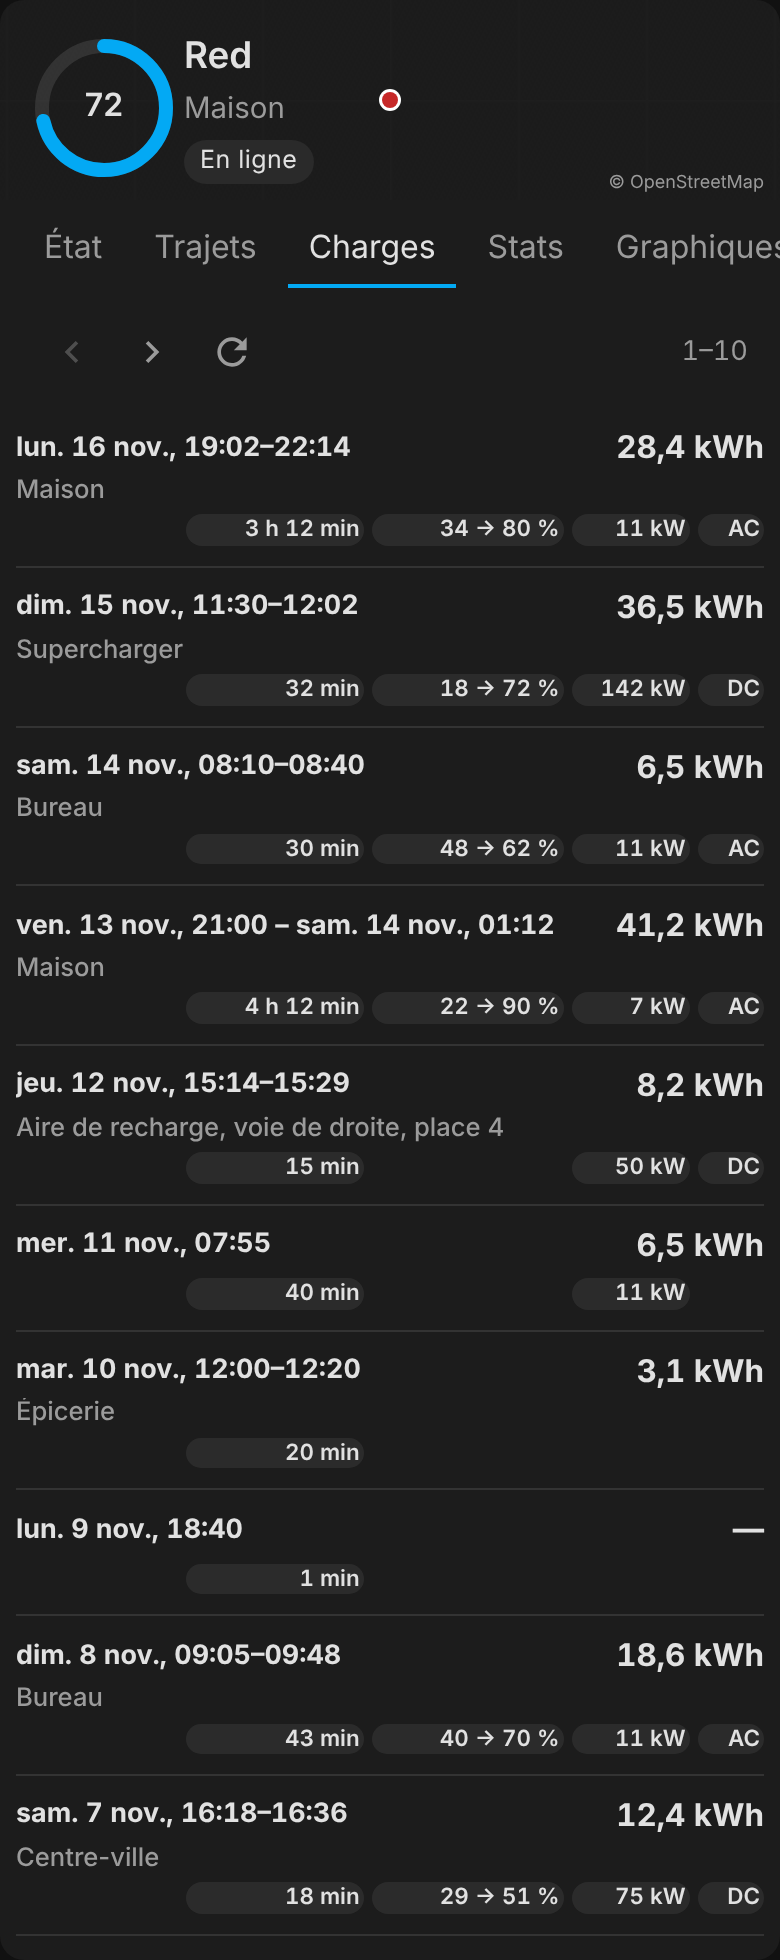 72
Red
Maison
En ligne
© OpenStreetMap
État Trajets Charges Stats Graphiques
1–10
lun. 16 nov., 19:02–22:14 28,4 kWh
Maison
3 h 12 min 34 → 80 % 11 kW AC
dim. 15 nov., 11:30–12:02 36,5 kWh
Supercharger
32 min 18 → 72 % 142 kW DC
sam. 14 nov., 08:10–08:40 6,5 kWh
Bureau
30 min 48 → 62 % 11 kW AC
ven. 13 nov., 21:00 – sam. 14 nov., 01:12 41,2 kWh
Maison
4 h 12 min 22 → 90 % 7 kW AC
jeu. 12 nov., 15:14–15:29 8,2 kWh
Aire de recharge, voie de droite, place 4
15 min 50 kW DC
mer. 11 nov., 07:55 6,5 kWh
40 min 11 kW
mar. 10 nov., 12:00–12:20 3,1 kWh
Épicerie
20 min
lun. 9 nov., 18:40 —
1 min
dim. 8 nov., 09:05–09:48 18,6 kWh
Bureau
43 min 40 → 70 % 11 kW AC
sam. 7 nov., 16:18–16:36 12,4 kWh
Centre-ville
18 min 29 → 51 % 75 kW DC